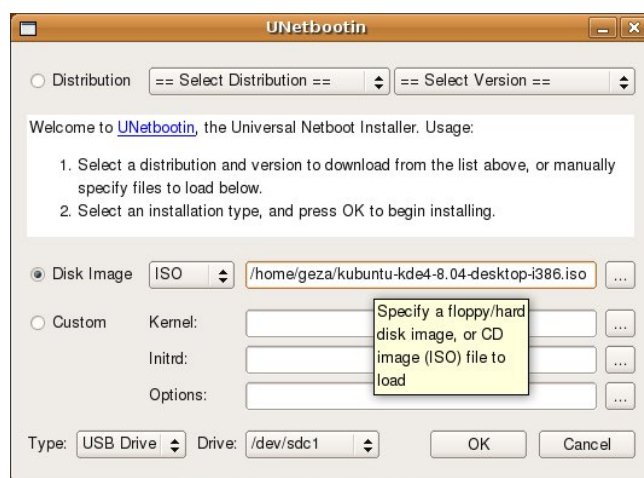 UNetbootin
Distribution == Select Distribution == == Select Version ==
Welcome to UNetbootin, the Universal Netboot Installer. Usage:
1. Select a distribution and version to download from the list above, or manually
specify files to load below.
2. Select an installation type, and press OK to begin installing.
Disk Image ISO /home/geza/kubuntu-kde4-8.04-desktop-i386.iso ...
Custom Kernel: ...
Initrd: ...
Options: ...
Specify a floppy/hard
disk image, or CD
image (ISO) file to
load
Type: USB Drive Drive: /dev/sdc1 OK Cancel